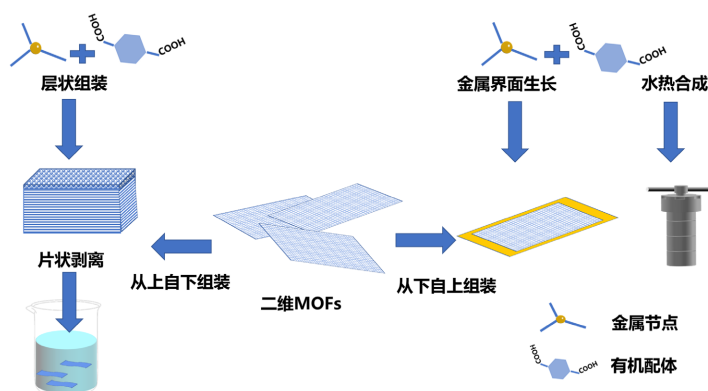 COOH
COOH
层状组装
COOH
COOH
金属界面生长
水热合成
片状剥离
从上自下组装
二维MOFs
从下自上组装
金属节点
COOH
COOH
有机配体